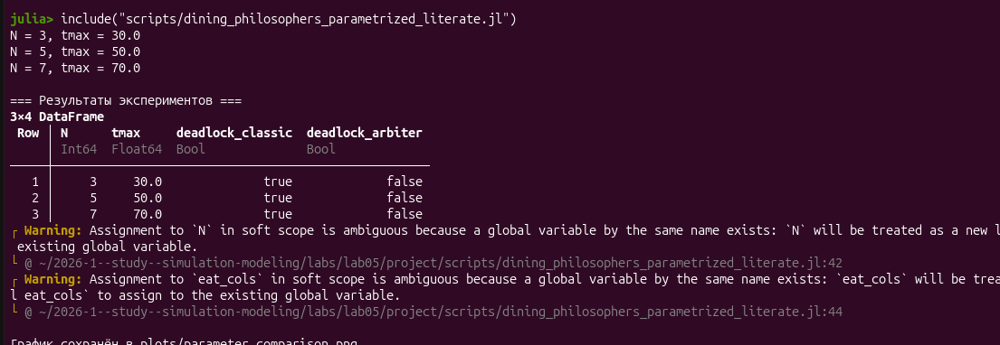 julia> include("scripts/dining_philosophers_parametrized_literate.jl")
N = 3, tmax = 30.0
N = 5, tmax = 50.0
N = 7, tmax = 70.0
=== Результаты экспериментов ===
3×4 DataFrame
Row │ N tmax deadlock_classic deadlock_arbiter
│ Int64 Float64 Bool Bool
1 │ 3 30.0 true false
2 │ 5 50.0 true false
3 │ 7 70.0 true false
┌ Warning: Assignment to `N` in soft scope is ambiguous because a global variable by the same name exists: `N` will be treated as a new l
existing global variable.
└ @ ~/2026-1--study--simulation-modeling/labs/lab05/project/scripts/dining_philosophers_parametrized_literate.jl:42
┌ Warning: Assignment to `eat_cols` in soft scope is ambiguous because a global variable by the same name exists: `eat_cols` will be trea
l eat_cols` to assign to the existing global variable.
└ @ ~/2026-1--study--simulation-modeling/labs/lab05/project/scripts/dining_philosophers_parametrized_literate.jl:44
График сохранён в plots/parameter_comparison.png